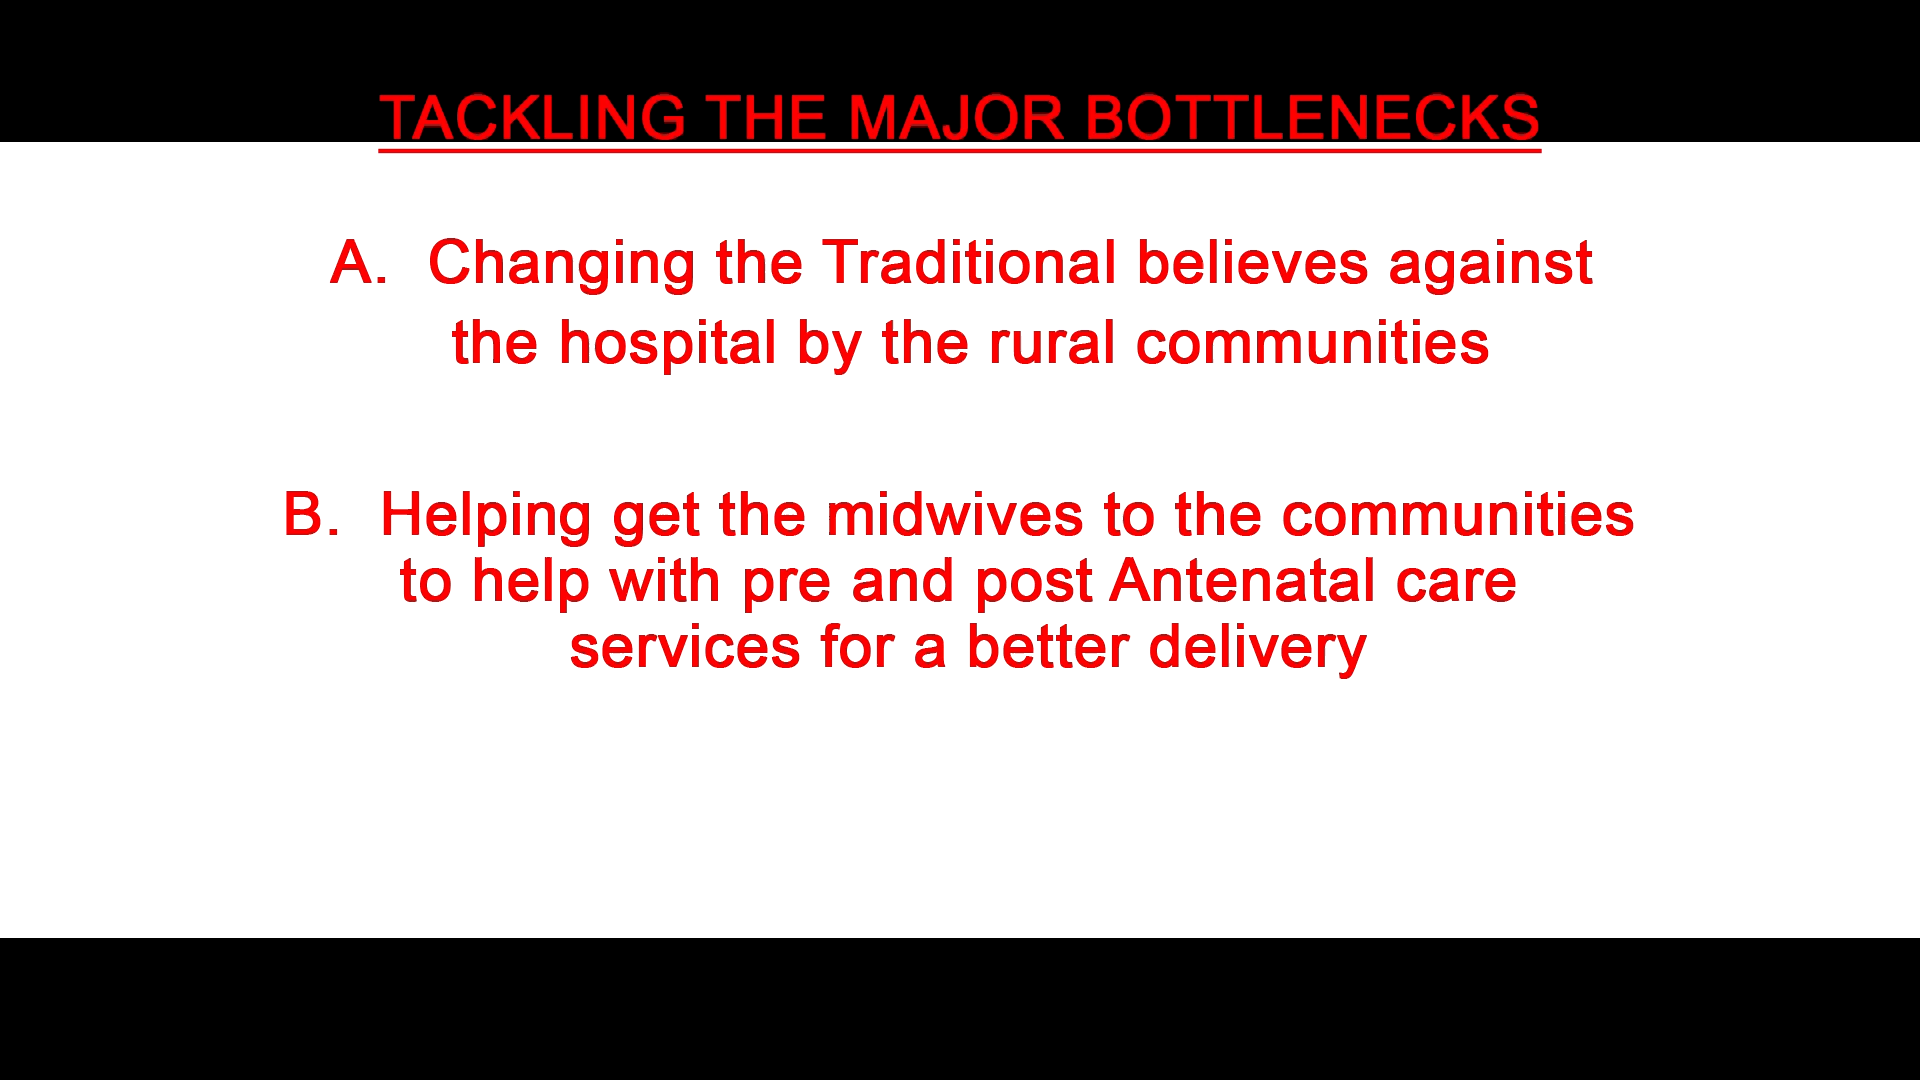 TACKLING THE MAJOR BOTTLENECKS
A. Changing the Traditional believes against
the hospital by the rural communities
B. Helping get the midwives to the communities
to help with pre and post Antenatal care
services for a better delivery